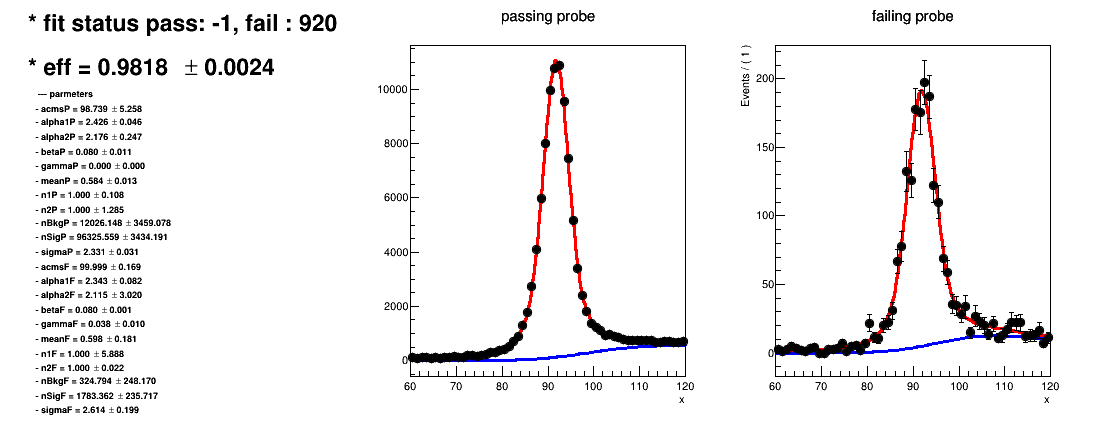 * fit status pass: -1, fail : 920
* eff = 0.9818 ± 0.0024
--- parmeters
- acmsP = 98.739 ± 5.258
- alpha1P = 2.426 ± 0.046
- alpha2P = 2.176 ± 0.247
- betaP = 0.080 ± 0.011
- gammaP = 0.000 ± 0.000
- meanP = 0.584 ± 0.013
- n1P = 1.000 ± 0.108
- n2P = 1.000 ± 1.285
- nBkgP = 12026.148 ± 3459.078
- nSigP = 96325.559 ± 3434.191
- sigmaP = 2.331 ± 0.031
- acmsF = 99.999 ± 0.169
- alpha1F = 2.343 ± 0.082
- alpha2F = 2.115 ± 3.020
- betaF = 0.080 ± 0.001
- gammaF = 0.038 ± 0.010
- meanF = 0.598 ± 0.181
- n1F = 1.000 ± 5.888
- n2F = 1.000 ± 0.022
- nBkgF = 324.794 ± 248.170
- nSigF = 1783.362 ± 235.717
- sigmaF = 2.614 ± 0.199
passing probe
10000
8000
6000
4000
2000
0
60 70 80 90 100 110 120
x
failing probe
Events / ( 1 )
200
150
100
50
0
60 70 80 90 100 110 120
x